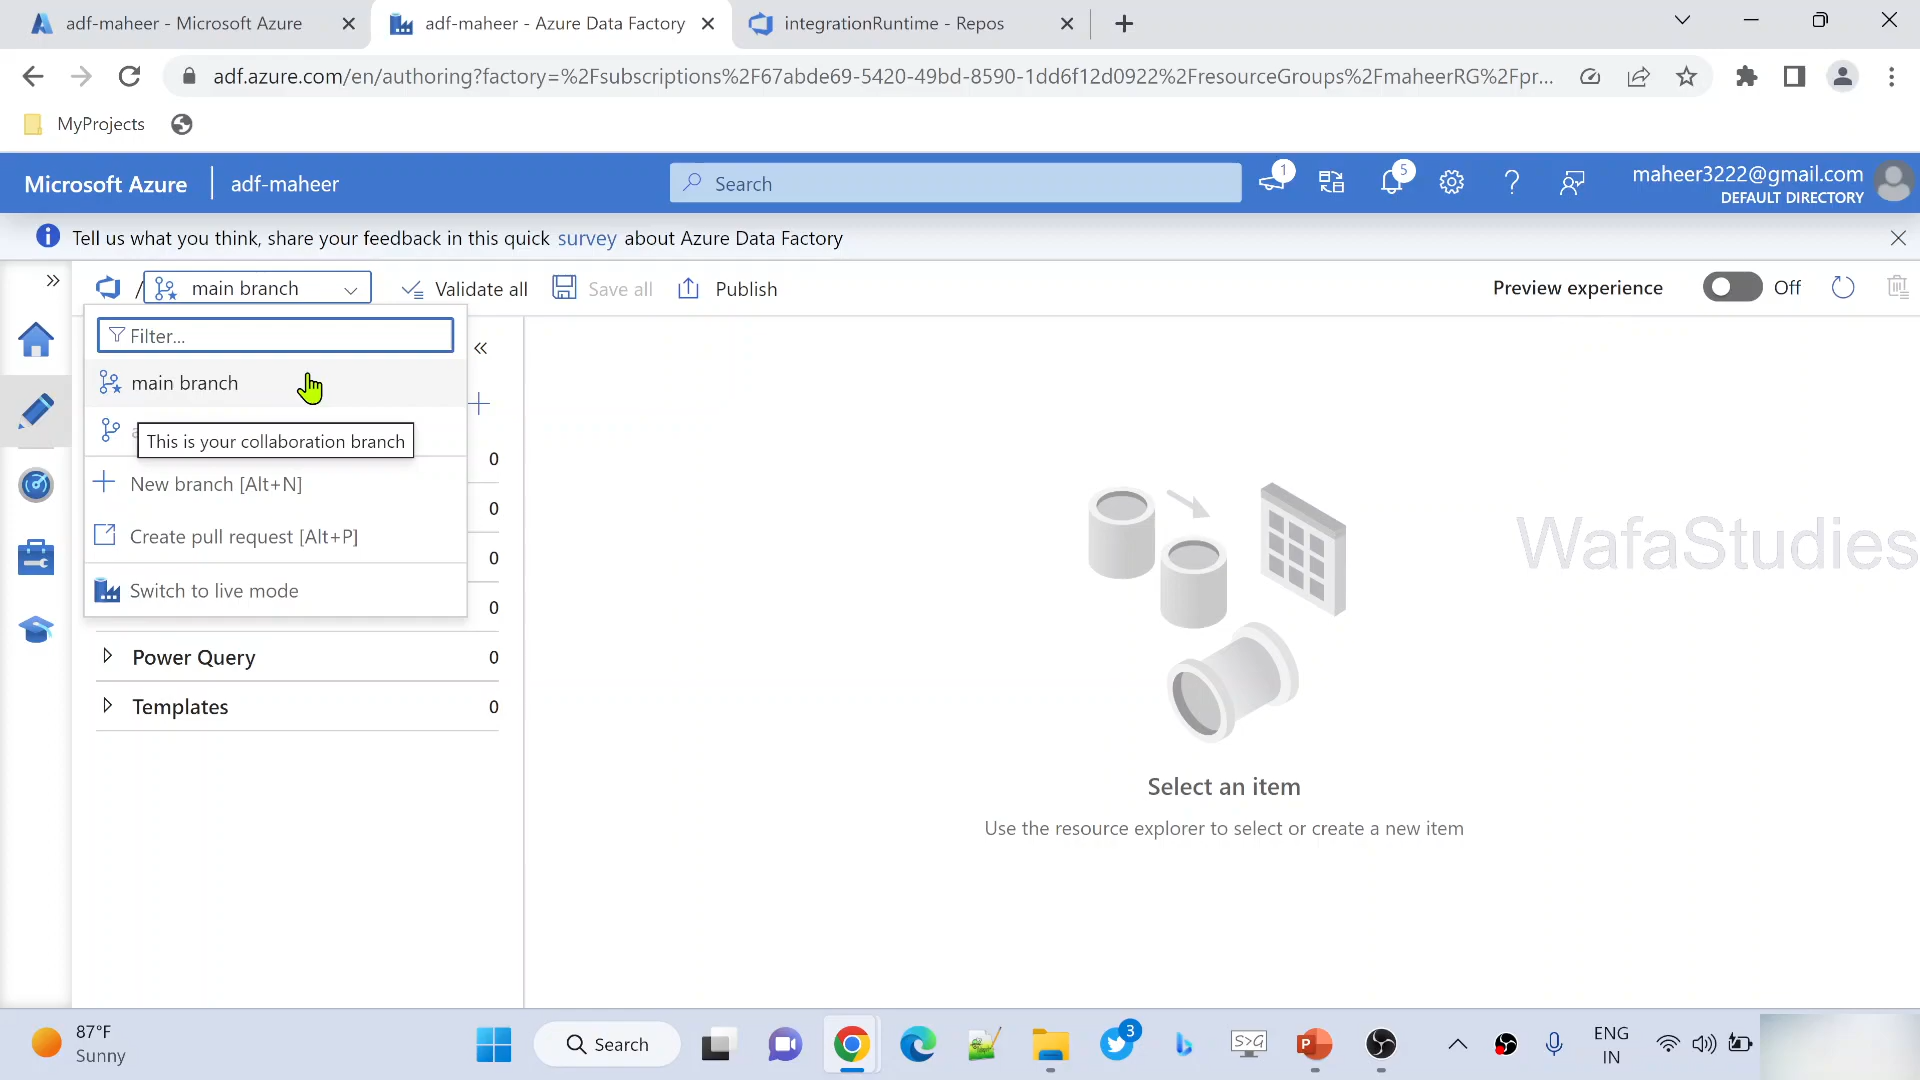 adf-maheer - Microsoft Azure
adf-maheer - Azure Data Factory
integrationRuntime - Repos
adf.azure.com/en/authoring?factory=%2Fsubscriptions%2F67abde69-5420-49bd-8590-1dd6f12d0922%2FresourceGroups%2FmaheerRG%2Fpr...
MyProjects
Microsoft Azure
adf-maheer
Search
1
5
maheer3222@gmail.com
DEFAULT DIRECTORY
Tell us what you think, share your feedback in this quick survey about Azure Data Factory
/ main branch
Validate all
Save all
Publish
Preview experience
Off
Filter...
main branch
This is your collaboration branch
0
New branch [Alt+N]
0
Create pull request [Alt+P]
0
Switch to live mode
0
Power Query 0
Templates 0
WafaStudies
Select an item
Use the resource explorer to select or create a new item
87°F
Sunny
Search
3
S>G
P
ENG
IN